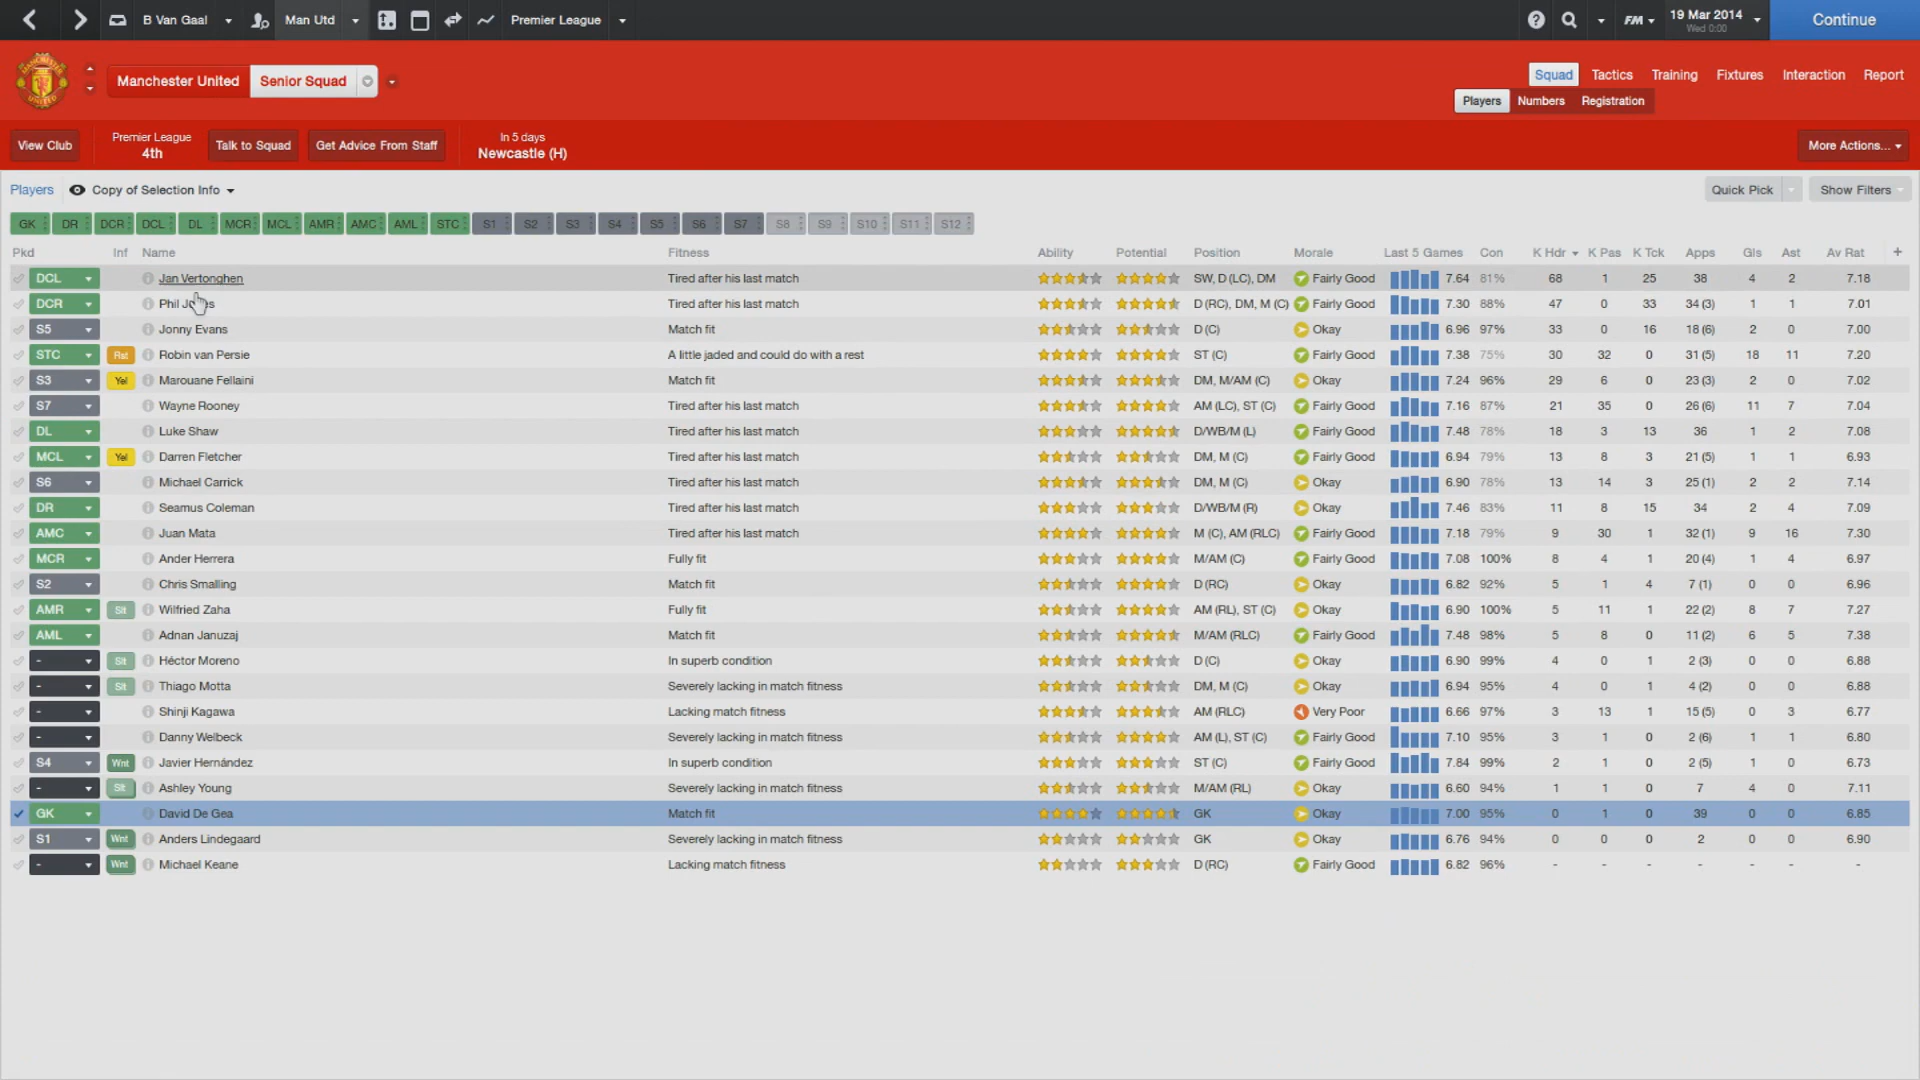 B Van Gaal Man Utd Premier League FM 19 Mar 2014 Wed 0:00 Continue
Manchester United Senior Squad Squad Tactics Training Fixtures Interaction Report
Players Numbers Registration
View Club Premier League 4th Talk to Squad Get Advice From Staff In 5 days Newcastle (H) More Actions...
Players Copy of Selection Info Quick Pick Show Filters
GK DR DCR DCL DL MCR MCL AMR AMC AML STC S1 S2 S3 S4 S5 S6 S7 S8 S9 S10 S11 S12
Pkd Inf Name Fitness Ability Potential Position Morale Last 5 Games Con K Hdr K Pas K Tck Apps Gls Ast Av Rat +
DCL Jan Vertonghen Tired after his last match SW, D (LC), DM Fairly Good 7.64 81% 68 1 25 38 4 2 7.18
DCR Phil Tired after his last match D (RC), DM, M (C) Fairly Good 7.30 88% 47 0 33 34 (3) 1 1 7.01
S5 Jonny Evans Match fit D (C) Okay 6.96 97% 33 0 16 18 (6) 2 0 7.00
STC Rst Robin van Persie A little jaded and could do with a rest ST (C) Fairly Good 7.38 75% 30 32 0 31 (5) 18 11 7.20
S3 Yel Marouane Fellaini Match fit DM, M/AM (C) Okay 7.24 96% 29 6 0 23 (3) 2 0 7.02
S7 Wayne Rooney Tired after his last match AM (LC), ST (C) Fairly Good 7.16 87% 21 35 0 26 (6) 11 7 7.04
DL Luke Shaw Tired after his last match D/WB/M (L) Fairly Good 7.48 78% 18 3 13 36 1 2 7.08
MCL Yel Darren Fletcher Tired after his last match DM, M (C) Fairly Good 6.94 79% 13 8 3 21 (5) 1 1 6.93
S6 Michael Carrick Tired after his last match DM, M (C) Okay 6.90 78% 13 14 3 25 (1) 2 2 7.14
DR Seamus Coleman Tired after his last match D/WB/M (R) Okay 7.46 83% 11 8 15 34 2 4 7.09
AMC Juan Mata Tired after his last match M (C), AM (RLC) Fairly Good 7.18 79% 9 30 1 32 (1) 9 16 7.30
MCR Ander Herrera Fully fit M/AM (C) Fairly Good 7.08 100% 8 4 1 20 (4) 1 4 6.97
S2 Chris Smalling Match fit D (RC) Okay 6.82 92% 5 1 4 7 (1) 0 0 6.96
AMR Slt Wilfried Zaha Fully fit AM (RL), ST (C) Okay 6.90 100% 5 11 1 22 (2) 8 7 7.27
AML Adnan Januzaj Match fit M/AM (RLC) Fairly Good 7.48 98% 5 8 0 11 (2) 6 5 7.38
- Slt Héctor Moreno In superb condition D (C) Okay 6.90 99% 4 0 1 2 (3) 0 0 6.88
- Slt Thiago Motta Severely lacking in match fitness DM, M (C) Okay 6.94 95% 4 0 1 4 (2) 0 0 6.88
- Shinji Kagawa Lacking match fitness AM (RLC) Very Poor 6.66 97% 3 13 1 15 (5) 0 3 6.77
- Danny Welbeck Severely lacking in match fitness AM (L), ST (C) Fairly Good 7.10 95% 3 1 0 2 (6) 1 1 6.80
S4 Wnt Javier Hernández In superb condition ST (C) Fairly Good 7.84 99% 2 1 0 2 (5) 1 0 6.73
- Slt Ashley Young Severely lacking in match fitness M/AM (RL) Okay 6.60 94% 1 1 0 7 4 0 7.11
GK David De Gea Match fit GK Okay 7.00 95% 0 1 0 39 0 0 6.85
S1 Wnt Anders Lindegaard Severely lacking in match fitness GK Okay 6.76 94% 0 0 0 2 0 0 6.90
- Wnt Michael Keane Lacking match fitness D (RC) Fairly Good 6.82 96% - - - - - - -